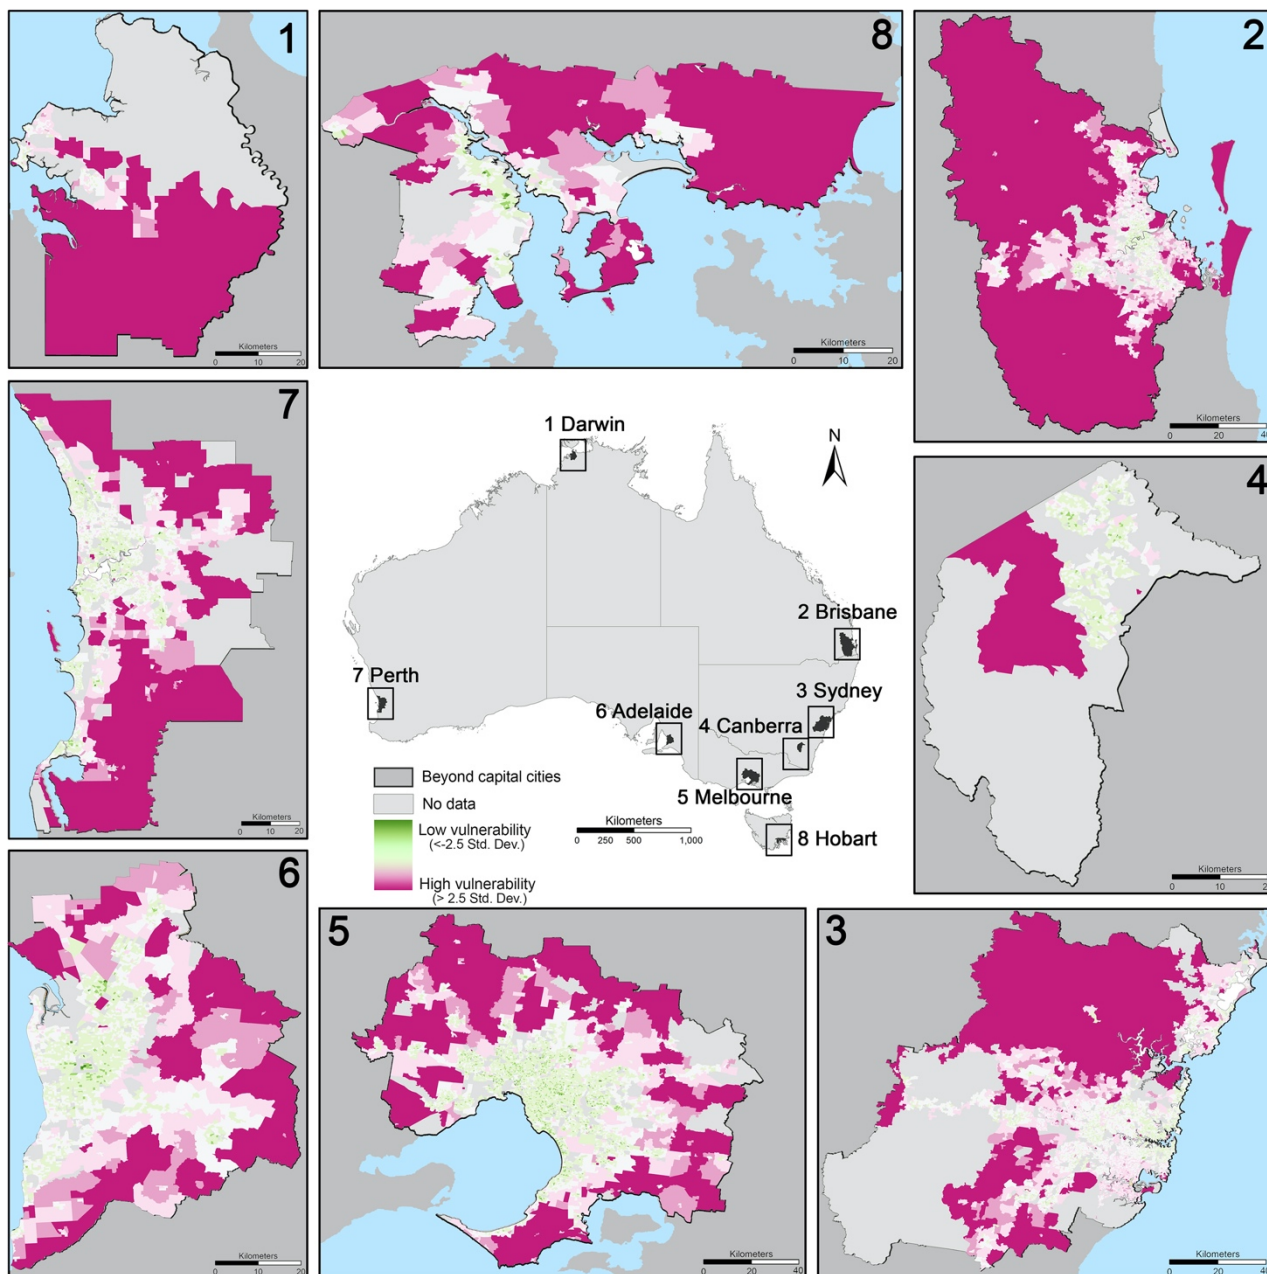 1
Kilometers
0 10 20
8
Kilometers
0 10 20
2
Kilometers
0 20 40
7
Kilometers
0 10 20
1 Darwin
N
2 Brisbane
3 Sydney
4 Canberra
5 Melbourne
6 Adelaide
7 Perth
8 Hobart
Beyond capital cities
No data
Low vulnerability
(<-2.5 Std. Dev.)
High vulnerability
(> 2.5 Std. Dev.)
Kilometers
0 250 500 1,000
4
Kilometers
0 10 20
6
Kilometers
0 10 20
5
Kilometers
0 20 40
3
Kilometers
0 20 40